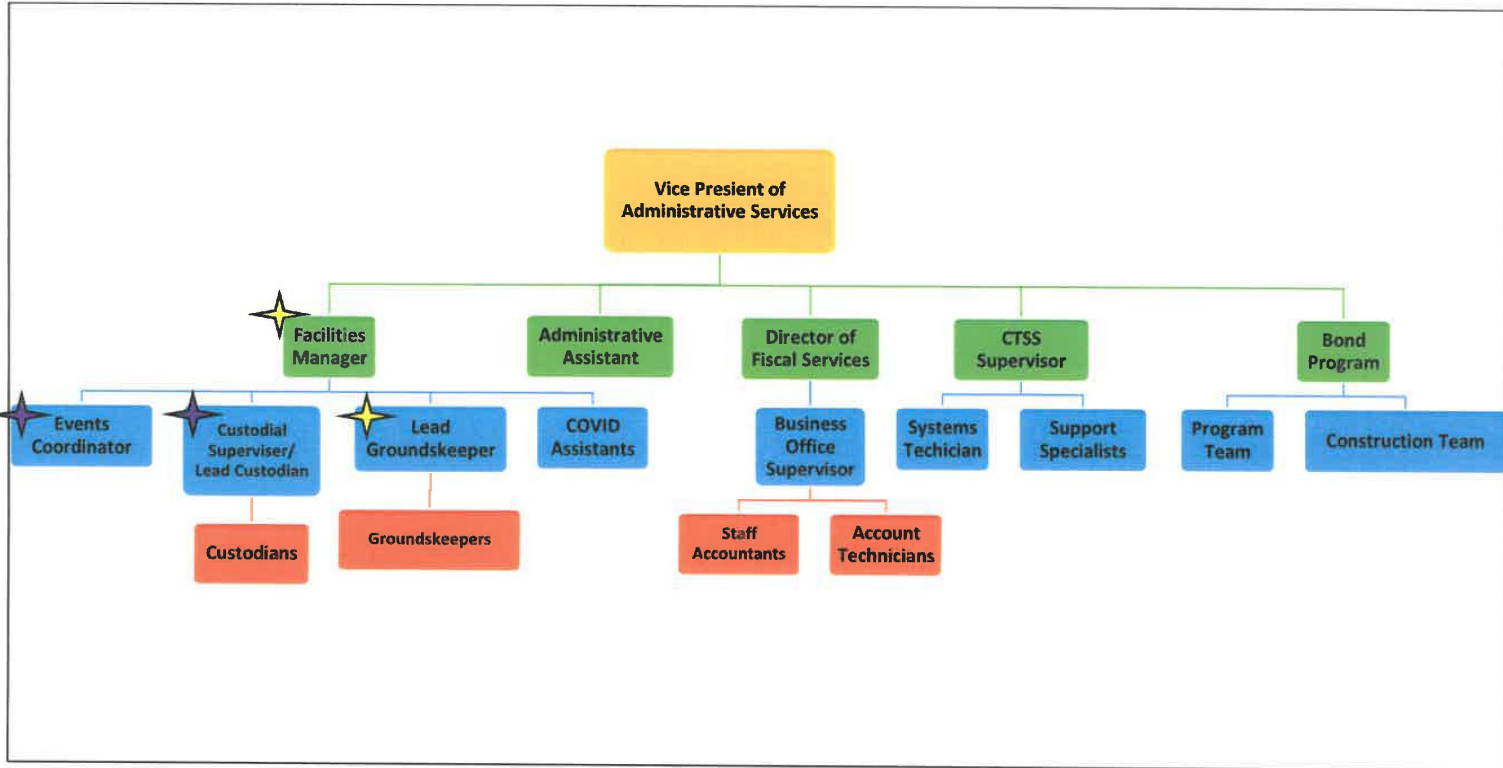 Vice Presient of
Administrative Services
Facilities
Manager
Administrative
Assistant
Director of
Fiscal Services
CTSS
Supervisor
Bond
Program
Events
Coordinator
Custodial
Superviser/
Lead Custodian
Lead
Groundskeeper
COVID
Assistants
Business
Office
Supervisor
Systems
Techician
Support
Specialists
Program
Team
Construction Team
Custodians
Groundskeepers
Staff
Accountants
Account
Technicians